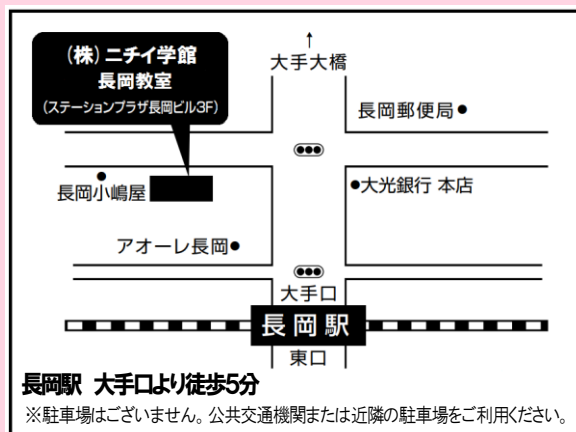 (株)ニチイ学館
長岡教室
(ステーションプラザ長岡ビル3F)
↑
大手大橋
長岡郵便局●
長岡小嶋屋
●大光銀行 本店
アオーレ長岡●
大手口
長岡駅
東口
長岡駅 大手口より徒歩5分
※駐車場はございません。公共交通機関または近隣の駐車場をご利用ください。